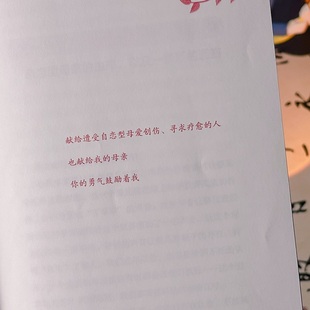 献给遭受自恋型母爱创伤、寻求疗愈的人
也献给我的母亲
你的勇气鼓励着我